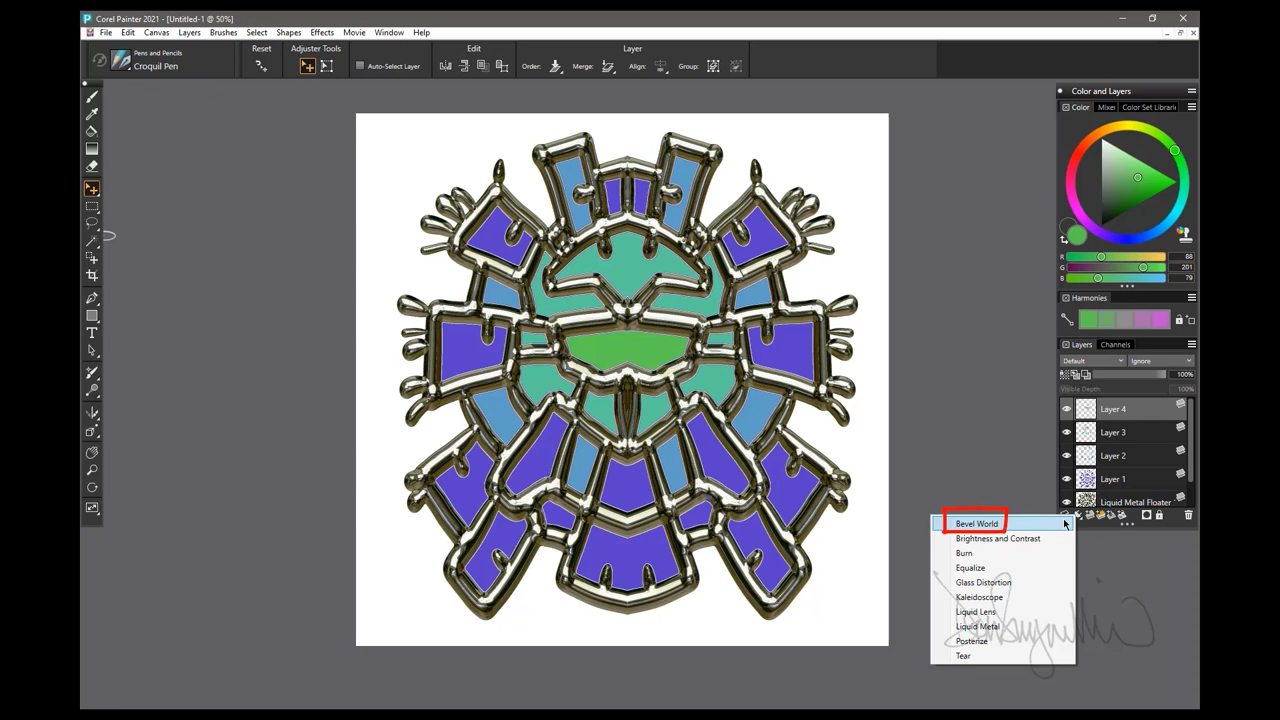 Corel Painter 2021 - [Untitled-1 @ 50%]
File Edit Canvas Layers Brushes Select Shapes Effects Movie Window Help
Pens and Pencils
Croquil Pen
Reset
Adjuster Tools
Auto-Select Layer
Edit
Layer
Order:
Merge:
Align:
Group:
Color and Layers
Color Mixer Color Set Librari
R 88
G 201
B 79
Harmonies
Layers Channels
Default Ignore
100%
Visible Depth: 100%
Layer 4
Layer 3
Layer 2
Layer 1
Liquid Metal Floater
Bevel World
Brightness and Contrast
Burn
Equalize
Glass Distortion
Kaleidoscope
Liquid Lens
Liquid Metal
Posterize
Tear